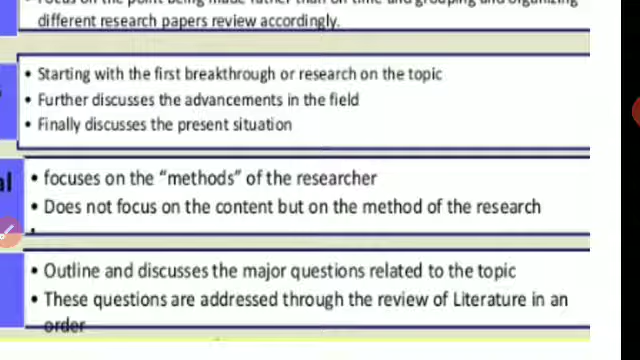 Focus on the point being made rather than on time and grouping and organizing
different research papers review accordingly.
s
• Starting with the first breakthrough or research on the topic
• Further discusses the advancements in the field
• Finally discusses the present situation
al
• focuses on the “methods” of the researcher
• Does not focus on the content but on the method of the research
•
• Outline and discusses the major questions related to the topic
• These questions are addressed through the review of Literature in an
order